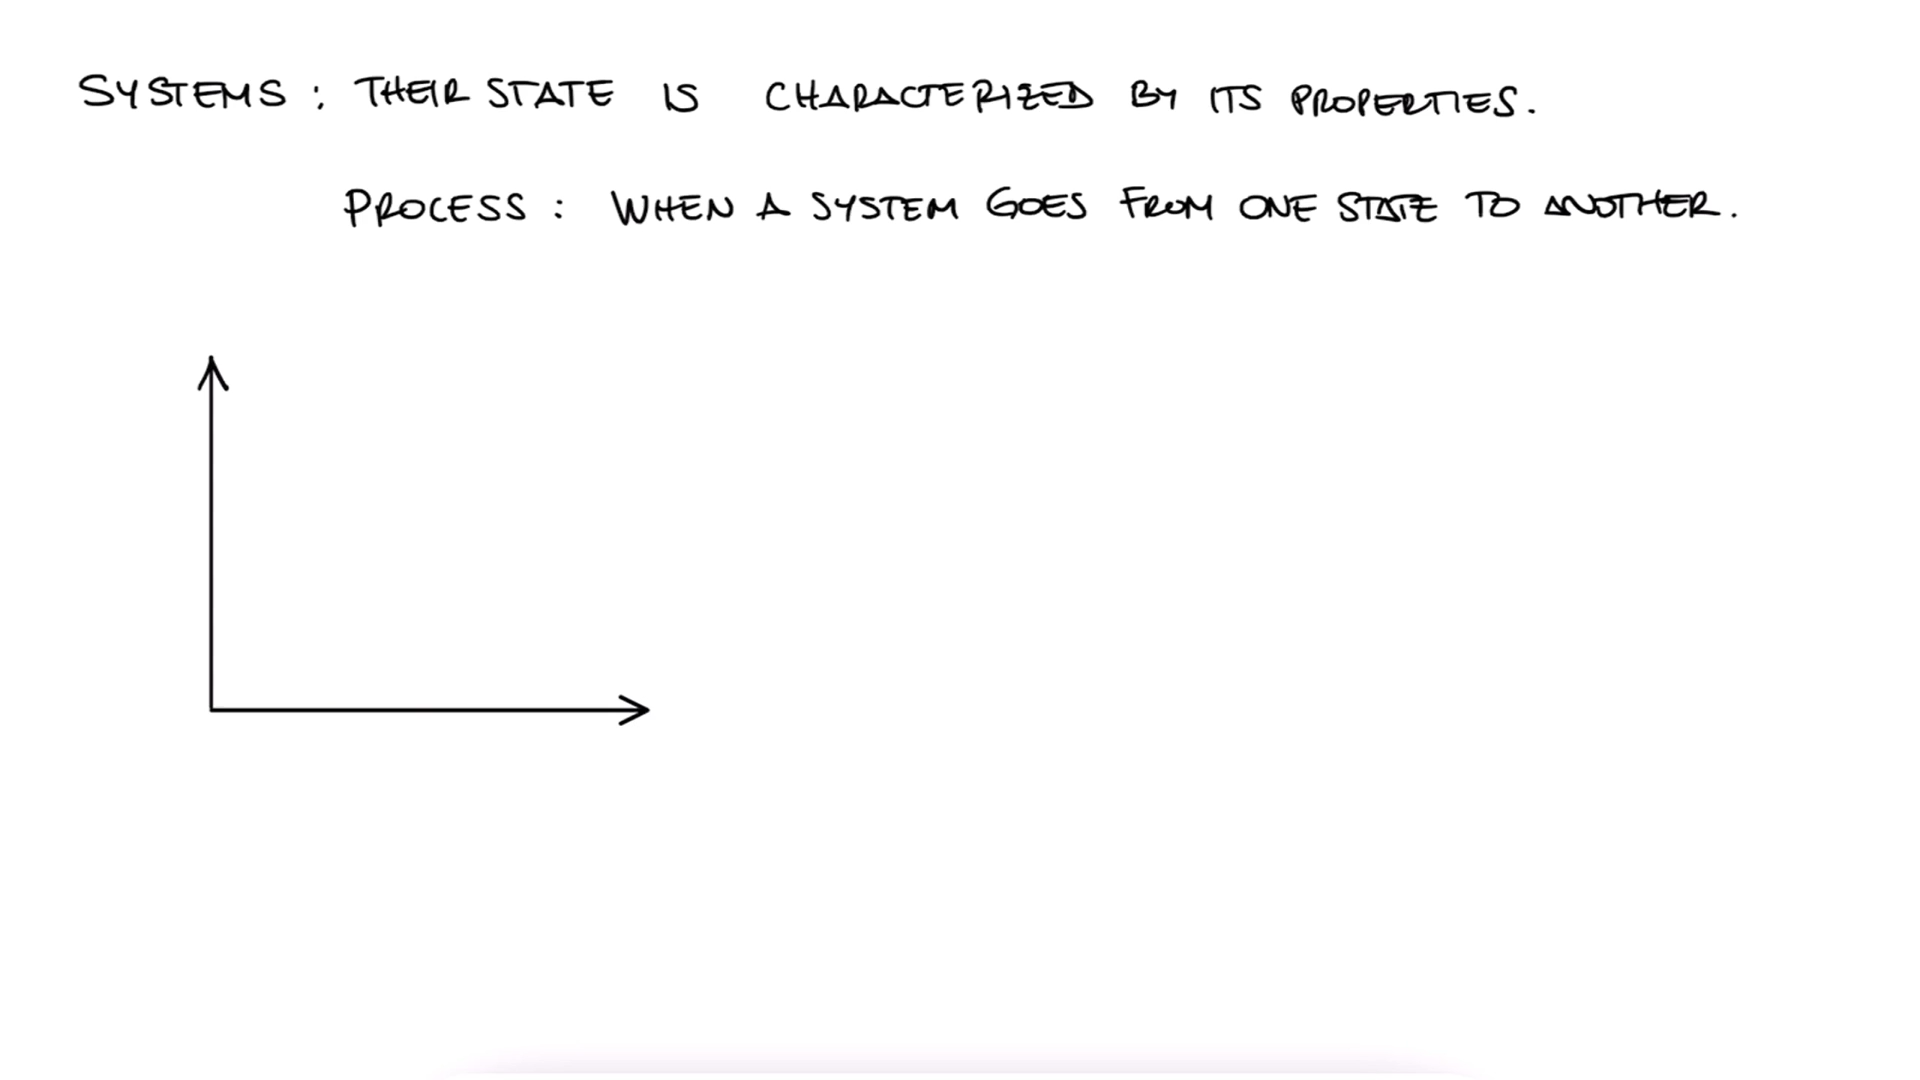 SYSTEMS : THEIR STATE IS CHARACTERIZED BY ITS PROPERTIES.
PROCESS : WHEN A SYSTEM GOES FROM ONE STATE TO ANOTHER.